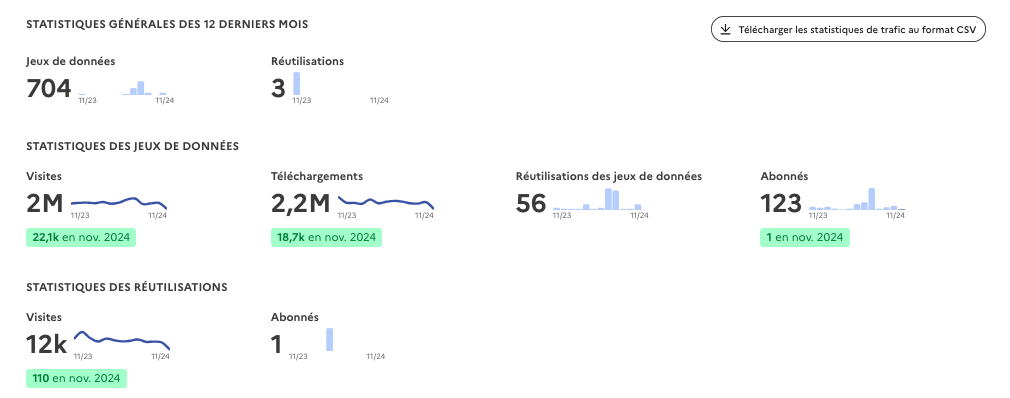 STATISTIQUES GÉNÉRALES DES 12 DERNIERS MOIS
Télécharger les statistiques de trafic au format CSV
Jeux de données
704
11/23
11/24
Réutilisations
3
11/23
11/24
STATISTIQUES DES JEUX DE DONNÉES
Visites
2M
11/23
11/24
22,1k en nov. 2024
Téléchargements
2,2M
11/23
11/24
18,7k en nov. 2024
Réutilisations des jeux de données
56
11/23
11/24
Abonnés
123
11/23
11/24
1 en nov. 2024
STATISTIQUES DES RÉUTILISATIONS
Visites
12k
11/23
11/24
110 en nov. 2024
Abonnés
1
11/23
11/24